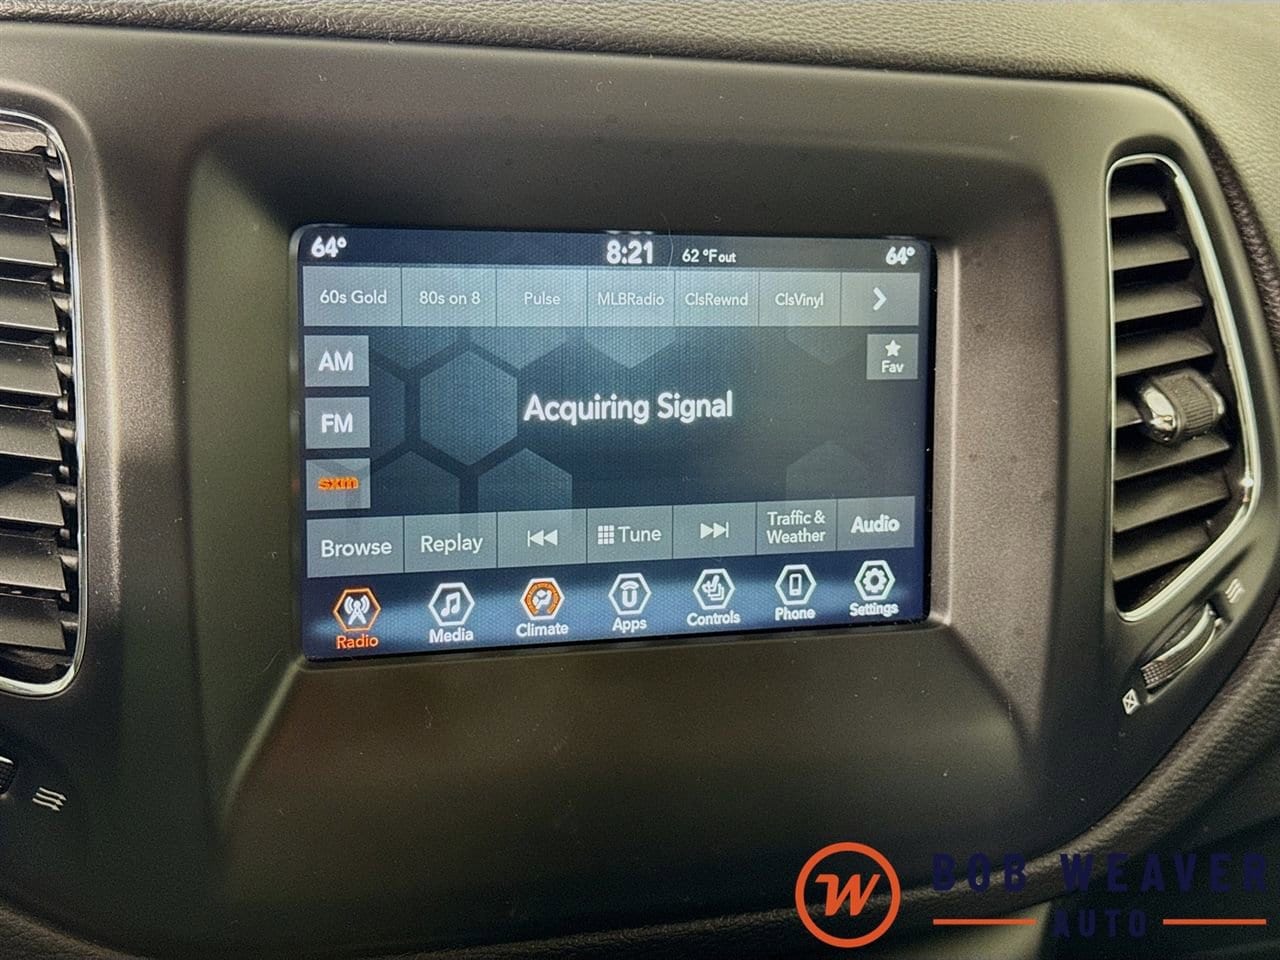 64° 8:21 62 °F out 64°
60s Gold 80s on 8 Pulse MLBRadio ClsRewnd ClsVinyl
AM
Fav
Acquiring Signal
FM
sxm
Browse Replay Tune Traffic & Weather Audio
Radio Media Climate Apps Controls Phone Settings
W BOB WEAVER
AUTO